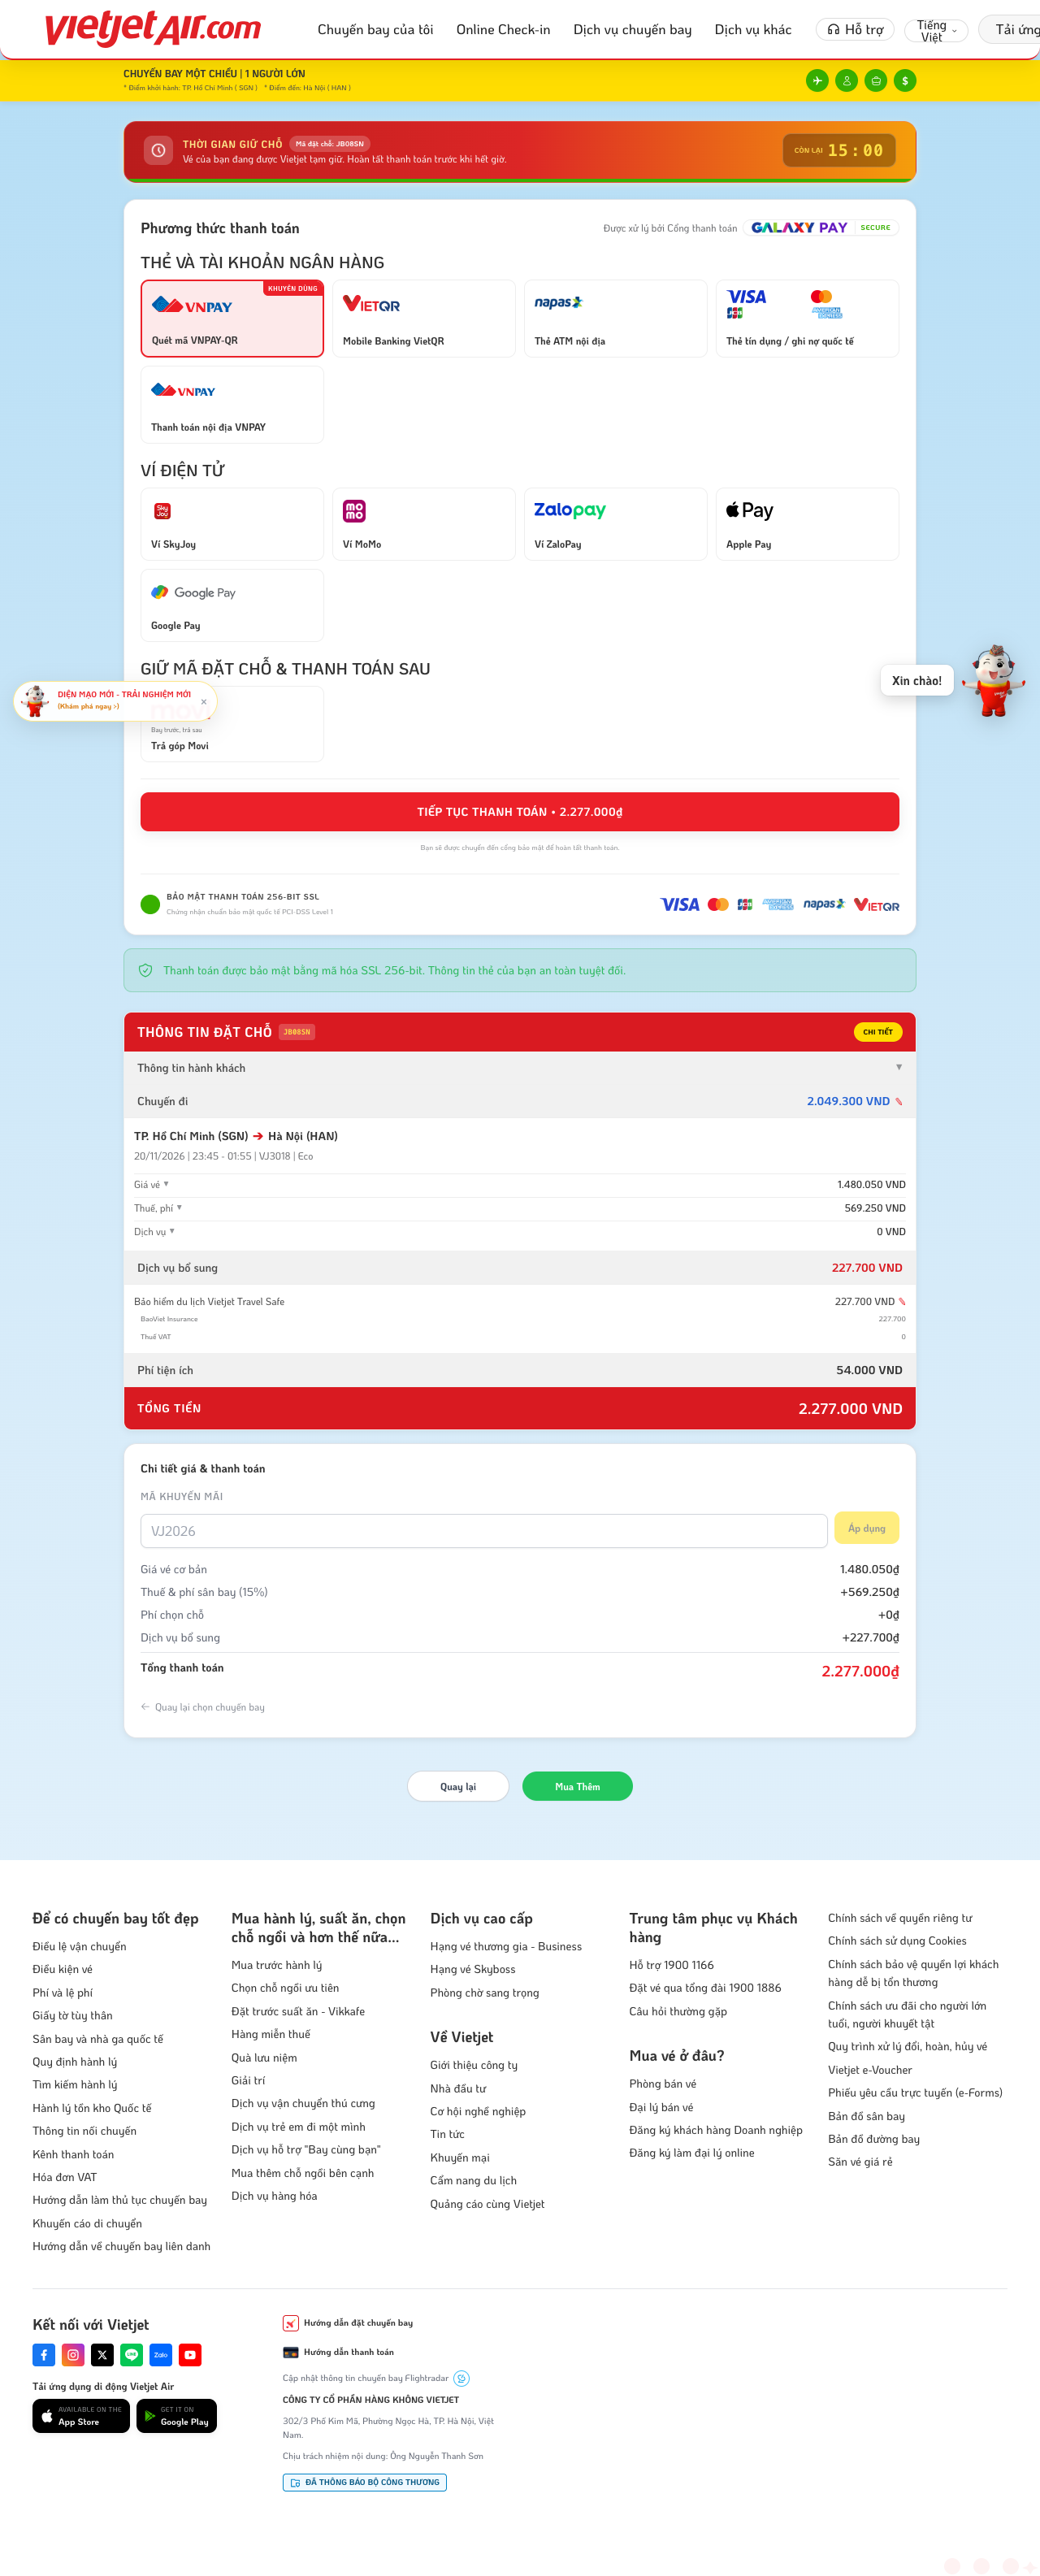 vietjetAir.com
Chuyến bay của tôi
Online Check-in
Dịch vụ chuyến bay
Dịch vụ khác
Hỗ trợ
Tiếng Việt
Tải ứng
CHUYẾN BAY MỘT CHIỀU | 1 NGƯỜI LỚN
* Điểm khởi hành: TP. Hồ Chí Minh ( SGN ) * Điểm đến: Hà Nội ( HAN )
THỜI GIAN GIỮ CHỖ
Mã đặt chỗ: JB08SN
Vé của bạn đang được Vietjet tạm giữ. Hoàn tất thanh toán trước khi hết giờ.
CÒN LẠI 15:00
Phương thức thanh toán
Được xử lý bởi Cổng thanh toán
GALAXY PAY SECURE
THẺ VÀ TÀI KHOẢN NGÂN HÀNG
KHUYÊN DÙNG
VNPAY
Quét mã VNPAY-QR
VIETQR
Mobile Banking VietQR
napas
Thẻ ATM nội địa
VISA
JCB
AMERICAN EXPRESS
Thẻ tín dụng / ghi nợ quốc tế
VNPAY
Thanh toán nội địa VNPAY
VÍ ĐIỆN TỬ
Sky Joy
Ví SkyJoy
mo mo
Ví MoMo
Zalopay
Ví ZaloPay
Pay
Apple Pay
Google Pay
Google Pay
GIỮ MÃ ĐẶT CHỖ & THANH TOÁN SAU
DIỆN MẠO MỚI - TRẢI NGHIỆM MỚI
(Khám phá ngay >)
×
movi
Bay trước, trả sau
Trả góp Movi
Xin chào!
TIẾP TỤC THANH TOÁN • 2.277.000₫
Bạn sẽ được chuyển đến cổng bảo mật để hoàn tất thanh toán.
BẢO MẬT THANH TOÁN 256-BIT SSL
Chứng nhận chuẩn bảo mật quốc tế PCI-DSS Level 1
VISA
JCB
AMERICAN EXPRESS
napas
VIETQR
Thanh toán được bảo mật bằng mã hóa SSL 256-bit. Thông tin thẻ của bạn an toàn tuyệt đối.
THÔNG TIN ĐẶT CHỖ JB08SN
CHI TIẾT
Thông tin hành khách
Chuyến đi
2.049.300 VND
TP. Hồ Chí Minh (SGN) ➔ Hà Nội (HAN)
20/11/2026 | 23:45 - 01:55 | VJ3018 | Eco
Giá vé ▼
1.480.050 VND
Thuế, phí ▼
569.250 VND
Dịch vụ ▼
0 VND
Dịch vụ bổ sung
227.700 VND
Bảo hiểm du lịch Vietjet Travel Safe
227.700 VND
BaoViet Insurance
227.700
Thuế VAT
0
Phí tiện ích
54.000 VND
TỔNG TIỀN
2.277.000 VND
Chi tiết giá & thanh toán
MÃ KHUYẾN MÃI
VJ2026
Áp dụng
Giá vé cơ bản
1.480.050₫
Thuế & phí sân bay (15%)
+569.250₫
Phí chọn chỗ
+0₫
Dịch vụ bổ sung
+227.700₫
Tổng thanh toán
2.277.000₫
← Quay lại chọn chuyến bay
Quay lại
Mua Thêm
Để có chuyến bay tốt đẹp
Điều lệ vận chuyển
Điều kiện vé
Phí và lệ phí
Giấy tờ tùy thân
Sân bay và nhà ga quốc tế
Quy định hành lý
Tìm kiếm hành lý
Hành lý tồn kho Quốc tế
Thông tin nối chuyến
Kênh thanh toán
Hóa đơn VAT
Hướng dẫn làm thủ tục chuyến bay
Khuyến cáo di chuyển
Hướng dẫn về chuyến bay liên danh
Mua hành lý, suất ăn, chọn chỗ ngồi và hơn thế nữa...
Mua trước hành lý
Chọn chỗ ngồi ưu tiên
Đặt trước suất ăn - Vikkafe
Hàng miễn thuế
Quà lưu niệm
Giải trí
Dịch vụ vận chuyển thú cưng
Dịch vụ trẻ em đi một mình
Dịch vụ hỗ trợ "Bay cùng bạn"
Mua thêm chỗ ngồi bên cạnh
Dịch vụ hàng hóa
Dịch vụ cao cấp
Hạng vé thương gia - Business
Hạng vé Skyboss
Phòng chờ sang trọng
Về Vietjet
Giới thiệu công ty
Nhà đầu tư
Cơ hội nghề nghiệp
Tin tức
Khuyến mại
Cẩm nang du lịch
Quảng cáo cùng Vietjet
Trung tâm phục vụ Khách hàng
Hỗ trợ 1900 1166
Đặt vé qua tổng đài 1900 1886
Câu hỏi thường gặp
Mua vé ở đâu?
Phòng bán vé
Đại lý bán vé
Đăng ký khách hàng Doanh nghiệp
Đăng ký làm đại lý online
Chính sách về quyền riêng tư
Chính sách sử dụng Cookies
Chính sách bảo vệ quyền lợi khách hàng dễ bị tổn thương
Chính sách ưu đãi cho người lớn tuổi, người khuyết tật
Quy trình xử lý đổi, hoàn, hủy vé
Vietjet e-Voucher
Phiếu yêu cầu trực tuyến (e-Forms)
Bản đồ sân bay
Bản đồ đường bay
Săn vé giá rẻ
Kết nối với Vietjet
Zalo
Tải ứng dụng di động Vietjet Air
AVAILABLE ON THE
App Store
GET IT ON
Google Play
Hướng dẫn đặt chuyến bay
Hướng dẫn thanh toán
Cập nhật thông tin chuyến bay Flightradar
CÔNG TY CỔ PHẦN HÀNG KHÔNG VIETJET
302/3 Phố Kim Mã, Phường Ngọc Hà, TP. Hà Nội, Việt Nam.
Chịu trách nhiệm nội dung: Ông Nguyễn Thanh Sơn
ĐÃ THÔNG BÁO BỘ CÔNG THƯƠNG